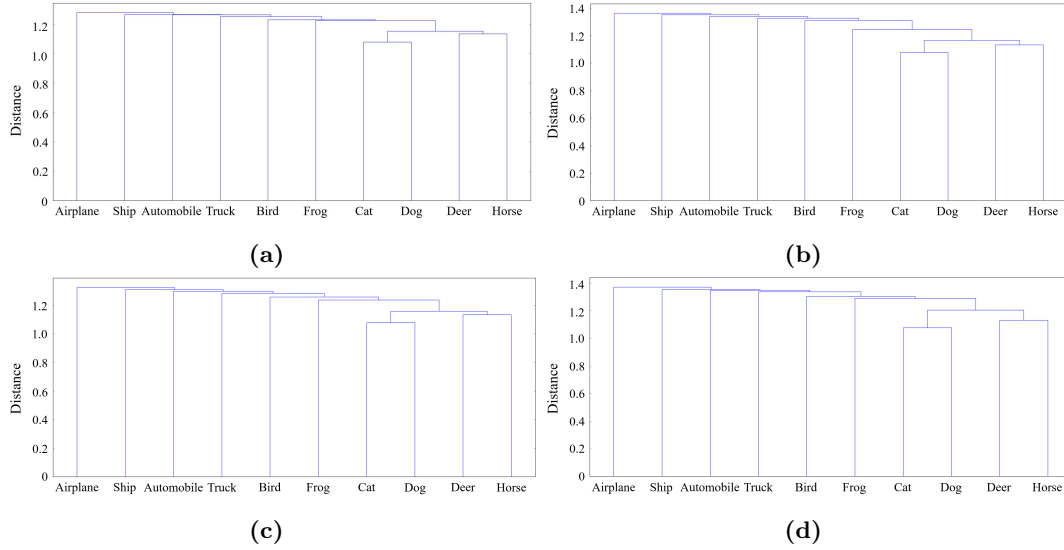 1.2
1.0
0.8
0.6
0.4
0.2
0
Distance
Airplane Ship Automobile Truck Bird Frog Cat Dog Deer Horse
(a)
1.4
1.2
1.0
0.8
0.6
0.4
0.2
0
Distance
Airplane Ship Automobile Truck Bird Frog Cat Dog Deer Horse
(b)
1.2
1.0
0.8
0.6
0.4
0.2
0
Distance
Airplane Ship Automobile Truck Bird Frog Cat Dog Deer Horse
(c)
1.4
1.2
1.0
0.8
0.6
0.4
0.2
0
Distance
Airplane Ship Automobile Truck Bird Frog Cat Dog Deer Horse
(d)